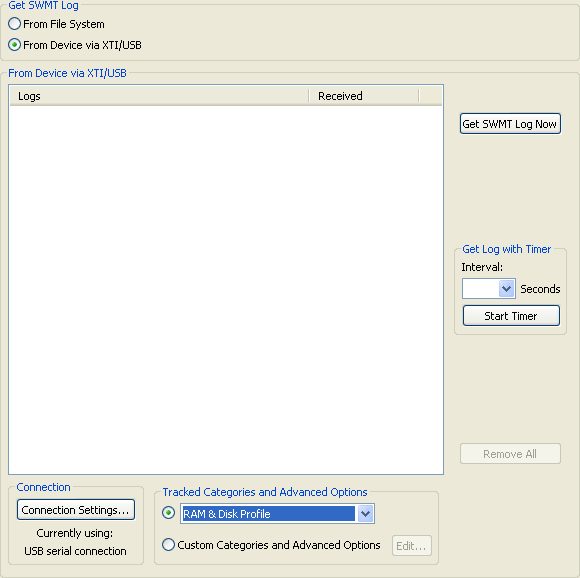 Get SWMT Log
From File System
From Device via XTI/USB
From Device via XTI/USB
Logs Received
Get SWMT Log Now
Get Log with Timer
Interval:
Seconds
Start Timer
Remove All
Connection
Connection Settings...
Currently using:
USB serial connection
Tracked Categories and Advanced Options
RAM & Disk Profile
Custom Categories and Advanced Options Edit...